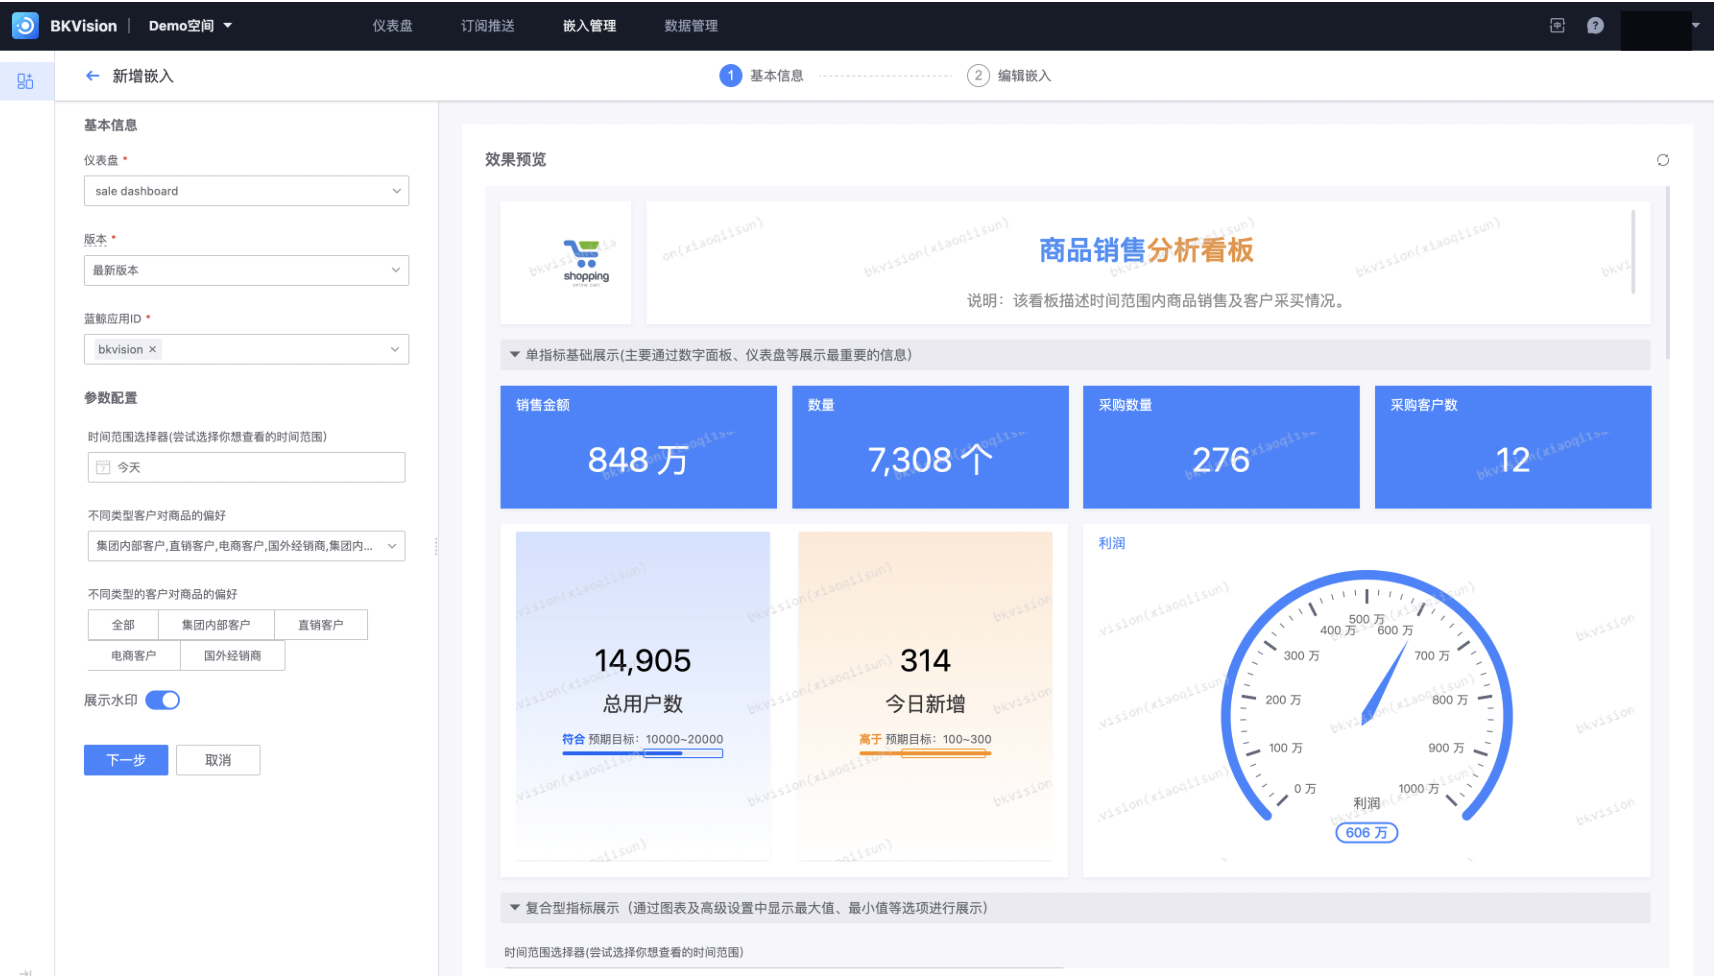 BKVision
Demo空间
仪表盘
订阅推送
嵌入管理
数据管理
新增嵌入
1 基本信息
2 编辑嵌入
基本信息
仪表盘 *
sale dashboard
版本 *
最新版本
蓝鲸应用ID *
bkvision ×
参数配置
时间范围选择器(尝试选择你想查看的时间范围)
今天
不同类型客户对商品的偏好
集团内部客户,直销客户,电商客户,国外经销商,集团内...
不同类型的客户对商品的偏好
全部
集团内部客户
直销客户
电商客户
国外经销商
展示水印
下一步
取消
效果预览
shopping
商品销售分析看板
说明：该看板描述时间范围内商品销售及客户采买情况。
单指标基础展示(主要通过数字面板、仪表盘等展示最重要的信息)
销售金额
848 万
数量
7,308 个
采购数量
276
采购客户数
12
14,905
总用户数
符合 预期目标：10000~20000
314
今日新增
高于 预期目标：100~300
利润
0 万
100 万
200 万
300 万
400 万
500 万
600 万
700 万
800 万
900 万
1000 万
利润
606 万
复合型指标展示（通过图表及高级设置中显示最大值、最小值等选项进行展示）
时间范围选择器(尝试选择你想查看的时间范围)
bkvision(xiaoqiisun)